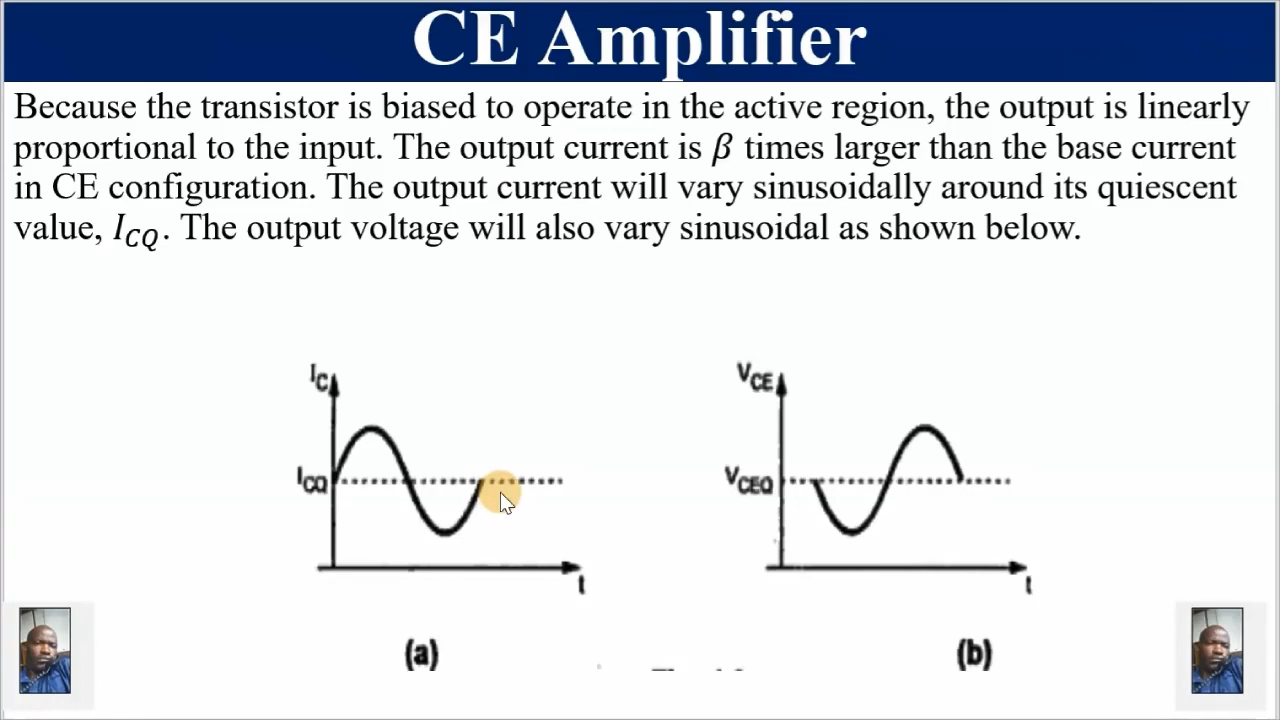 CE Amplifier
Because the transistor is biased to operate in the active region, the output is linearly
proportional to the input. The output current is β times larger than the base current
in CE configuration. The output current will vary sinusoidally around its quiescent
value, I_CQ. The output voltage will also vary sinusoidal as shown below.
I_C
I_CQ
t
(a)
V_CE
V_CEQ
t
(b)